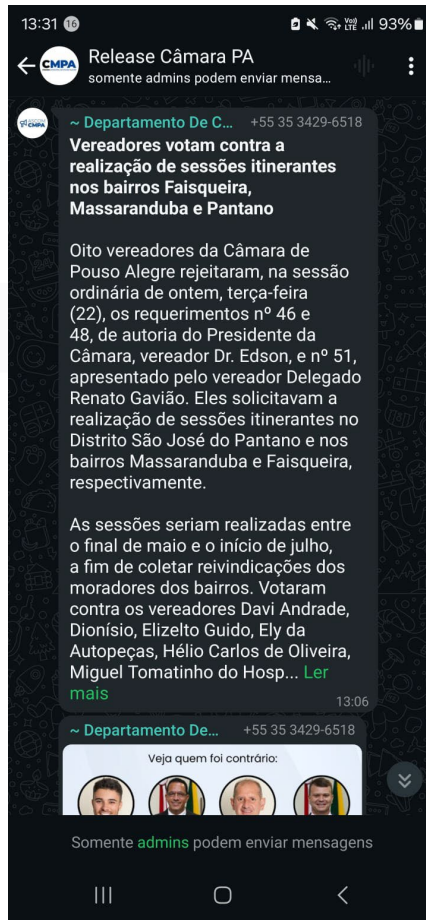 13:31 16
93%
CMPA
Release Câmara PA
somente admins podem enviar mensa...
ASCOM CMPA
~ Departamento De C... +55 35 3429-6518
Vereadores votam contra a
realização de sessões itinerantes
nos bairros Faisqueira,
Massaranduba e Pantano
Oito vereadores da Câmara de
Pouso Alegre rejeitaram, na sessão
ordinária de ontem, terça-feira
(22), os requerimentos nº 46 e
48, de autoria do Presidente da
Câmara, vereador Dr. Edson, e nº 51,
apresentado pelo vereador Delegado
Renato Gavião. Eles solicitavam a
realização de sessões itinerantes no
Distrito São José do Pantano e nos
bairros Massaranduba e Faisqueira,
respectivamente.
As sessões seriam realizadas entre
o final de maio e o início de julho,
a fim de coletar reivindicações dos
moradores dos bairros. Votaram
contra os vereadores Davi Andrade,
Dionísio, Elizelto Guido, Ely da
Autopeças, Hélio Carlos de Oliveira,
Miguel Tomatinho do Hosp... Ler
mais
13:06
~ Departamento De... +55 35 3429-6518
Veja quem foi contrário:
Somente admins podem enviar mensagens